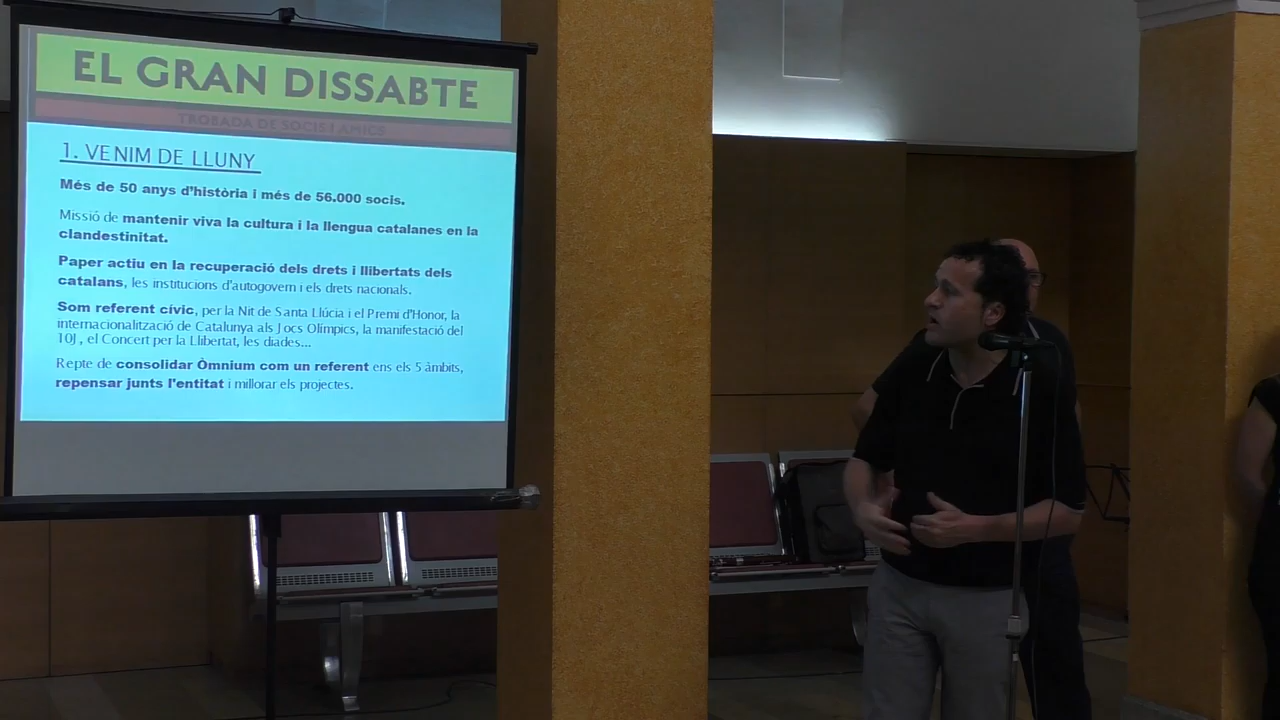 EL GRAN DISSABTE
TROBADA DE SOCIS I AMICS
1. VENIM DE LLUNY
Més de 50 anys d'història i més de 56.000 socis.
Missió de mantenir viva la cultura i la llengua catalanes en la
clandestinitat.
Paper actiu en la recuperació dels drets i llibertats dels
catalans, les institucions d'autogovern i els drets nacionals.
Som referent cívic, per la Nit de Santa Llúcia i el Premi d'Honor, la
internacionalització de Catalunya als Jocs Olímpics, la manifestació del
10J, el Concert per la Llibertat, les diades...
Repte de consolidar Òmnium com un referent ens els 5 àmbits,
repensar junts l'entitat i millorar els projectes.